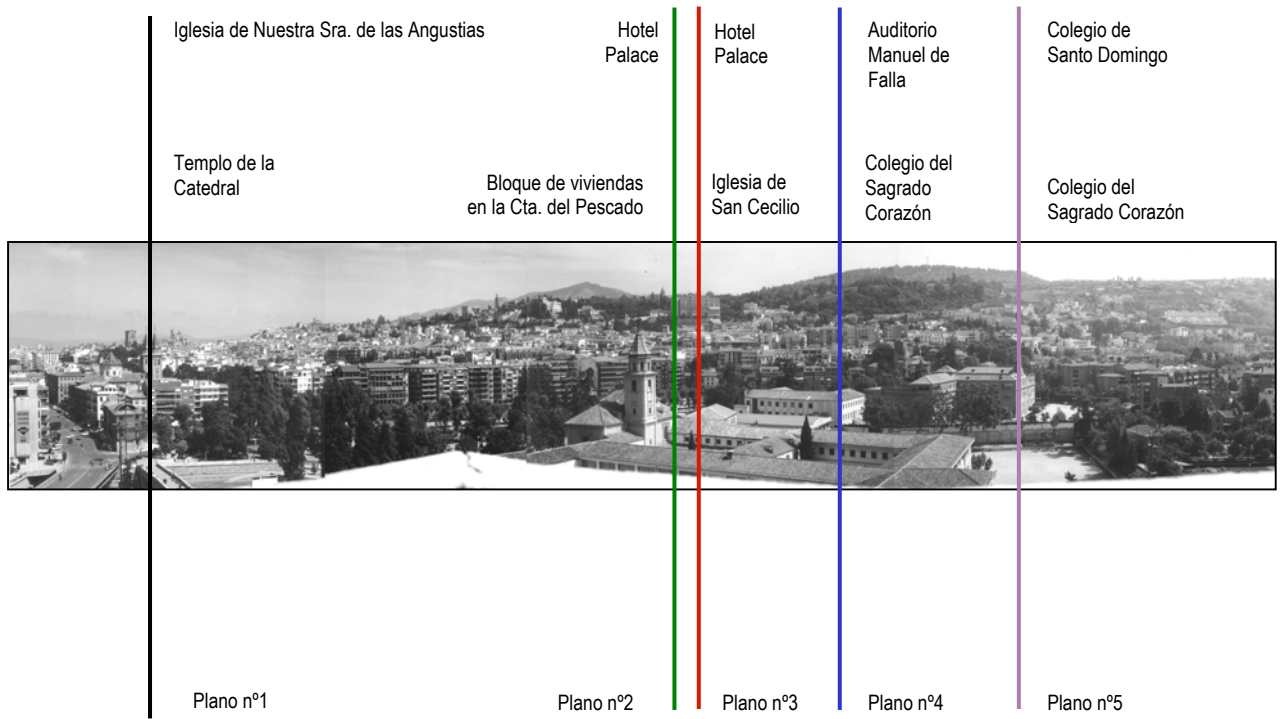 Iglesia de Nuestra Sra. de las Angustias
Hotel
Palace
Hotel
Palace
Auditorio
Manuel de
Falla
Colegio de
Santo Domingo
Templo de la
Catedral
Bloque de viviendas
en la Cta. del Pescado
Iglesia de
San Cecilio
Colegio del
Sagrado
Corazón
Colegio del
Sagrado Corazón
Plano nº1
Plano nº2
Plano nº3
Plano nº4
Plano nº5